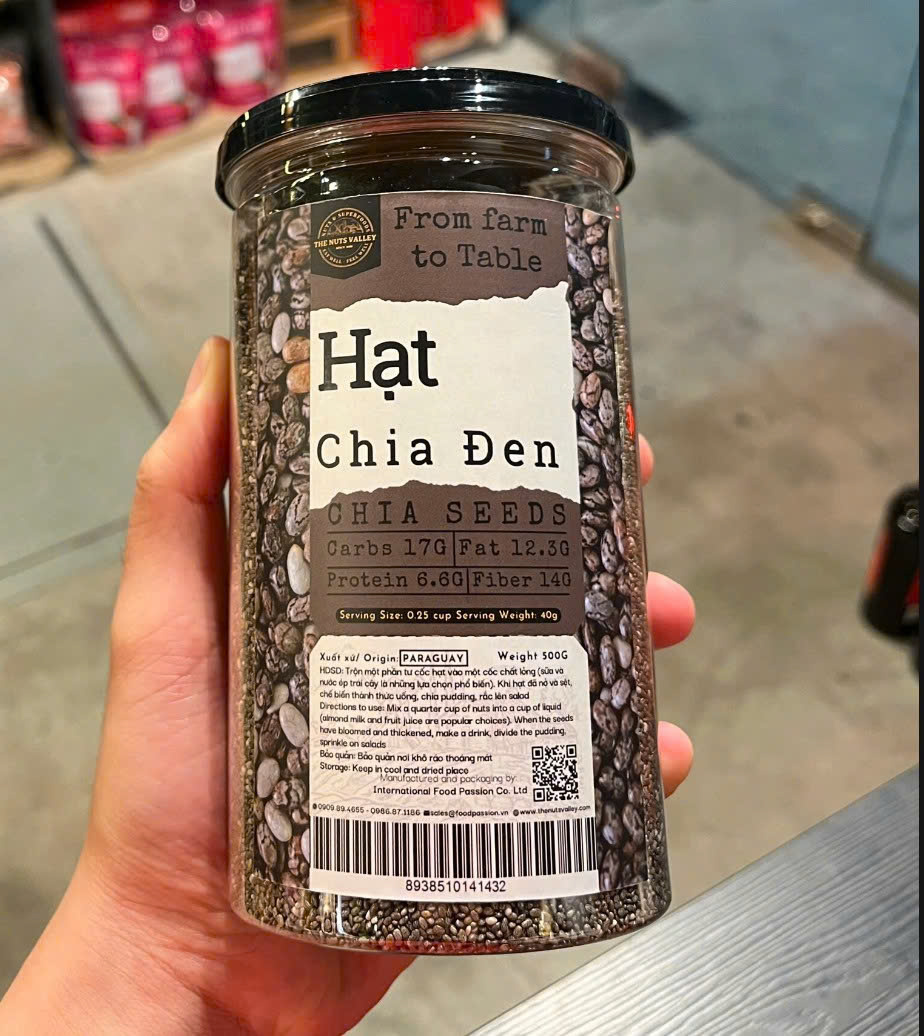 NUTS & SUPERFOODS
THE NUTS VALLEY
EAT WELL - FEEL WELL
From farm
to Table
Hạt
Chia Đen
CHIA SEEDS
Carbs 17G Fat 12.3G
Protein 6.6G Fiber 14G
Serving Size: 0.25 cup Serving Weight: 40g
Xuất xứ/ Origin: PARAGUAY Weight 500G
HDSD: Trộn một phần tư cốc hạt vào một cốc chất lỏng (sữa và
nước ép trái cây là những lựa chọn phổ biến). Khi hạt đã nở và sệt,
chế biến thành thức uống, chia pudding, rắc lên salad
Directions to use: Mix a quarter cup of nuts into a cup of liquid
(almond milk and fruit juice are popular choices). When the seeds
have bloomed and thickened, make a drink, divide the pudding,
sprinkle on salads
Bảo quản: Bảo quản nơi khô ráo thoáng mát
Storage: Keep in cool and dried place
Manufactured and packaging by:
International Food Passion Co. Ltd
0909.89.4655 - 0986.87.1186 sales@foodpassion.vn www.thenutsvalley.com
8938510141432